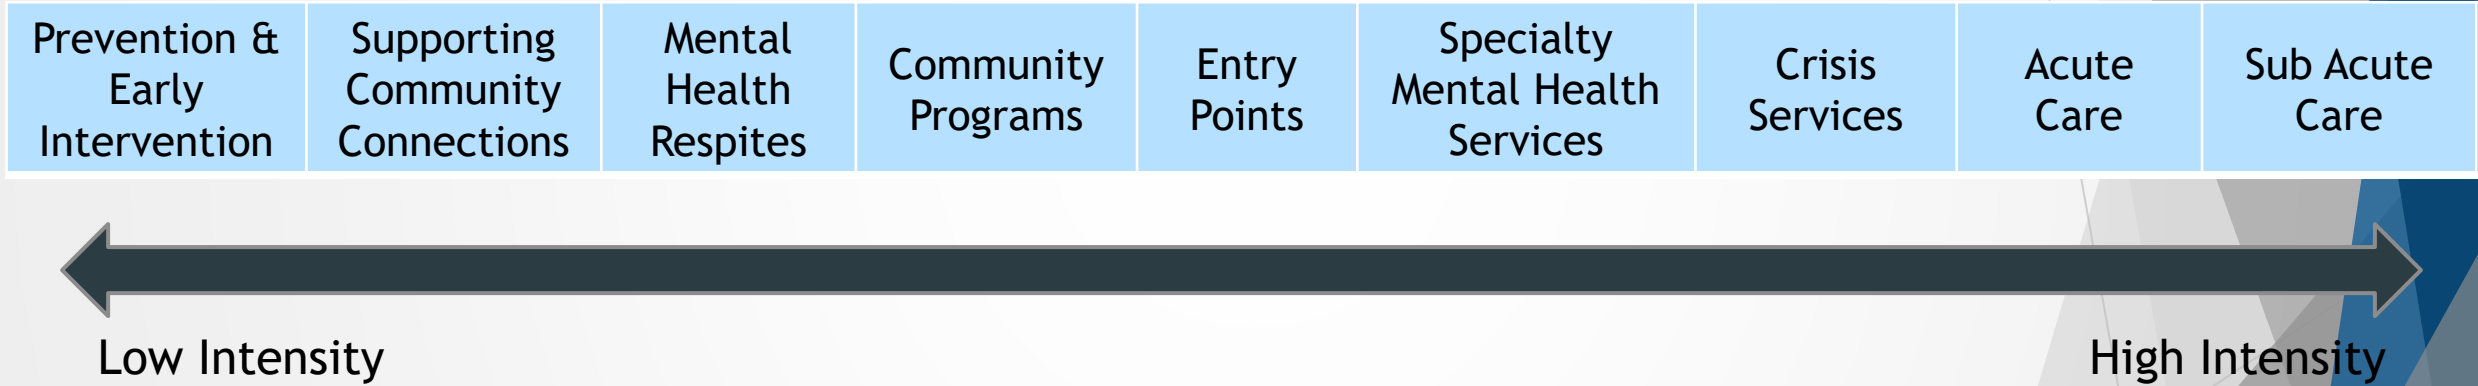 Prevention &
Early
Intervention
Supporting
Community
Connections
Mental
Health
Respites
Community
Programs
Entry
Points
Specialty
Mental Health
Services
Crisis
Services
Acute
Care
Sub Acute
Care
Low Intensity
High Intensity